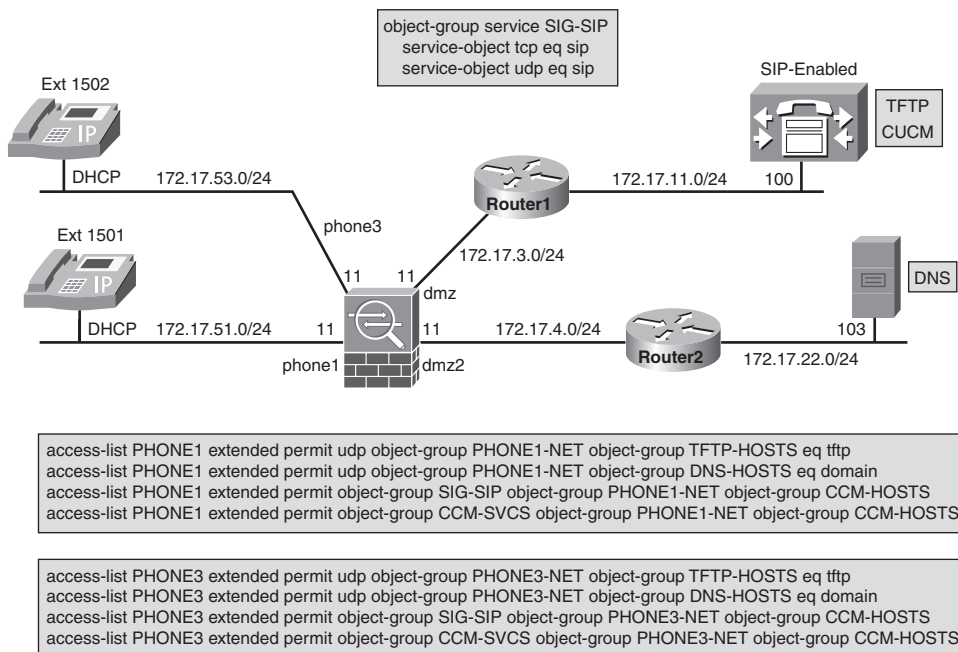 object-group service SIG-SIP
service-object tcp eq sip
service-object udp eq sip
Ext 1502
IP
SIP-Enabled
TFTP
CUCM
DHCP
172.17.53.0/24
172.17.11.0/24
100
Router1
phone3
Ext 1501
IP
172.17.3.0/24
11
11
dmz
DNS
DHCP
172.17.51.0/24
11
11
172.17.4.0/24
103
Router2
phone1
dmz2
172.17.22.0/24
access-list PHONE1 extended permit udp object-group PHONE1-NET object-group TFTP-HOSTS eq tftp
access-list PHONE1 extended permit udp object-group PHONE1-NET object-group DNS-HOSTS eq domain
access-list PHONE1 extended permit object-group SIG-SIP object-group PHONE1-NET object-group CCM-HOSTS
access-list PHONE1 extended permit object-group CCM-SVCS object-group PHONE1-NET object-group CCM-HOSTS
access-list PHONE3 extended permit udp object-group PHONE3-NET object-group TFTP-HOSTS eq tftp
access-list PHONE3 extended permit udp object-group PHONE3-NET object-group DNS-HOSTS eq domain
access-list PHONE3 extended permit object-group SIG-SIP object-group PHONE3-NET object-group CCM-HOSTS
access-list PHONE3 extended permit object-group CCM-SVCS object-group PHONE3-NET object-group CCM-HOSTS